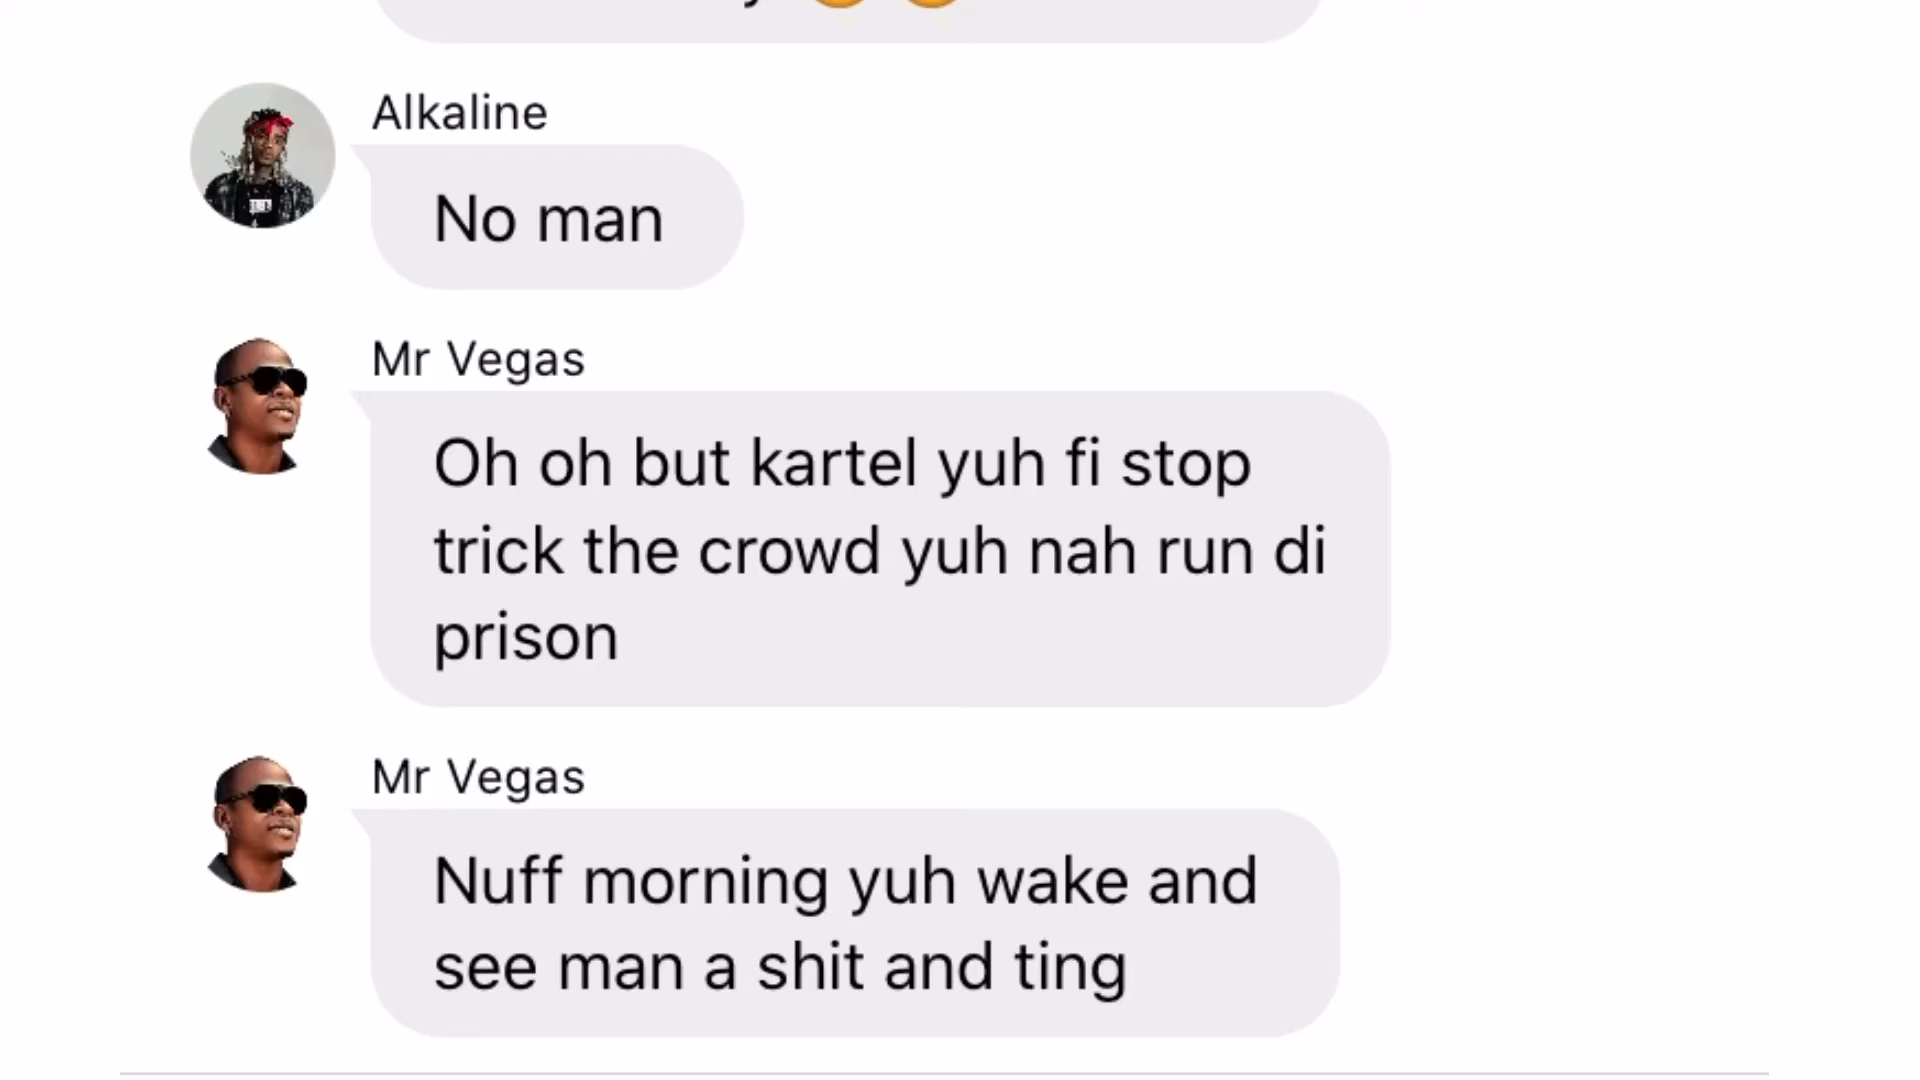 Alkaline
No man
Mr Vegas
Oh oh but kartel yuh fi stop
trick the crowd yuh nah run di
prison
Mr Vegas
Nuff morning yuh wake and
see man a shit and ting